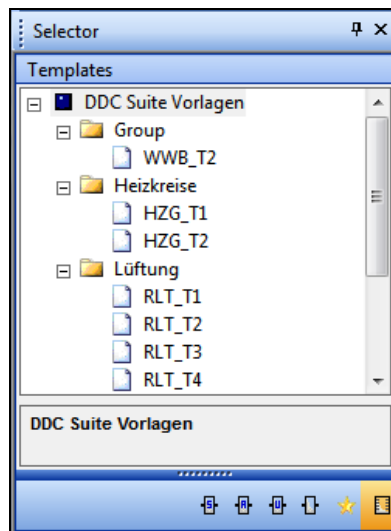 Selector
Templates
DDC Suite Vorlagen
Group
WWB_T2
Heizkreise
HZG_T1
HZG_T2
Lüftung
RLT_T1
RLT_T2
RLT_T3
RLT_T4
DDC Suite Vorlagen
S A U